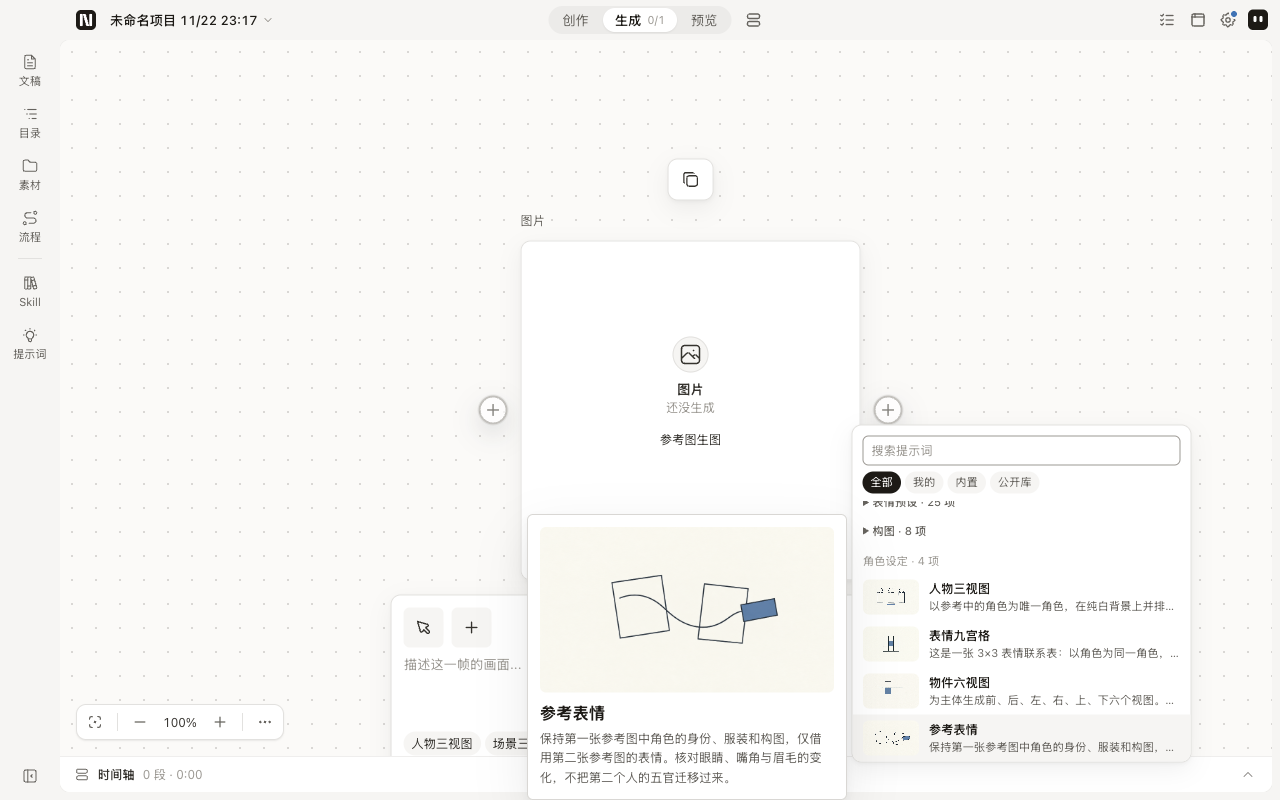 未命名项目 11/22 23:17
创作
生成 0/1
预览
文稿
目录
素材
流程
Skill
提示词
图片
图片
还没生成
参考图生图
搜索提示词
全部
我的
内置
公开库
表情预设 · 25 项
构图 · 8 项
角色设定 · 4 项
人物三视图
以参考中的角色为唯一角色，在纯白背景上并排...
表情九宫格
这是一张 3×3 表情联系表：以角色为同一角色，...
物件六视图
为主体生成前、后、左、右、上、下六个视图。...
参考表情
保持第一张参考图中角色的身份、服装和构图，...
描述这一帧的画面...
人物三视图
场景三
参考表情
保持第一张参考图中角色的身份、服装和构图，仅借
用第二张参考图的表情。核对眼睛、嘴角与眉毛的变
化，不把第二个人的五官迁移过来。
100%
时间轴 0 段 · 0:00